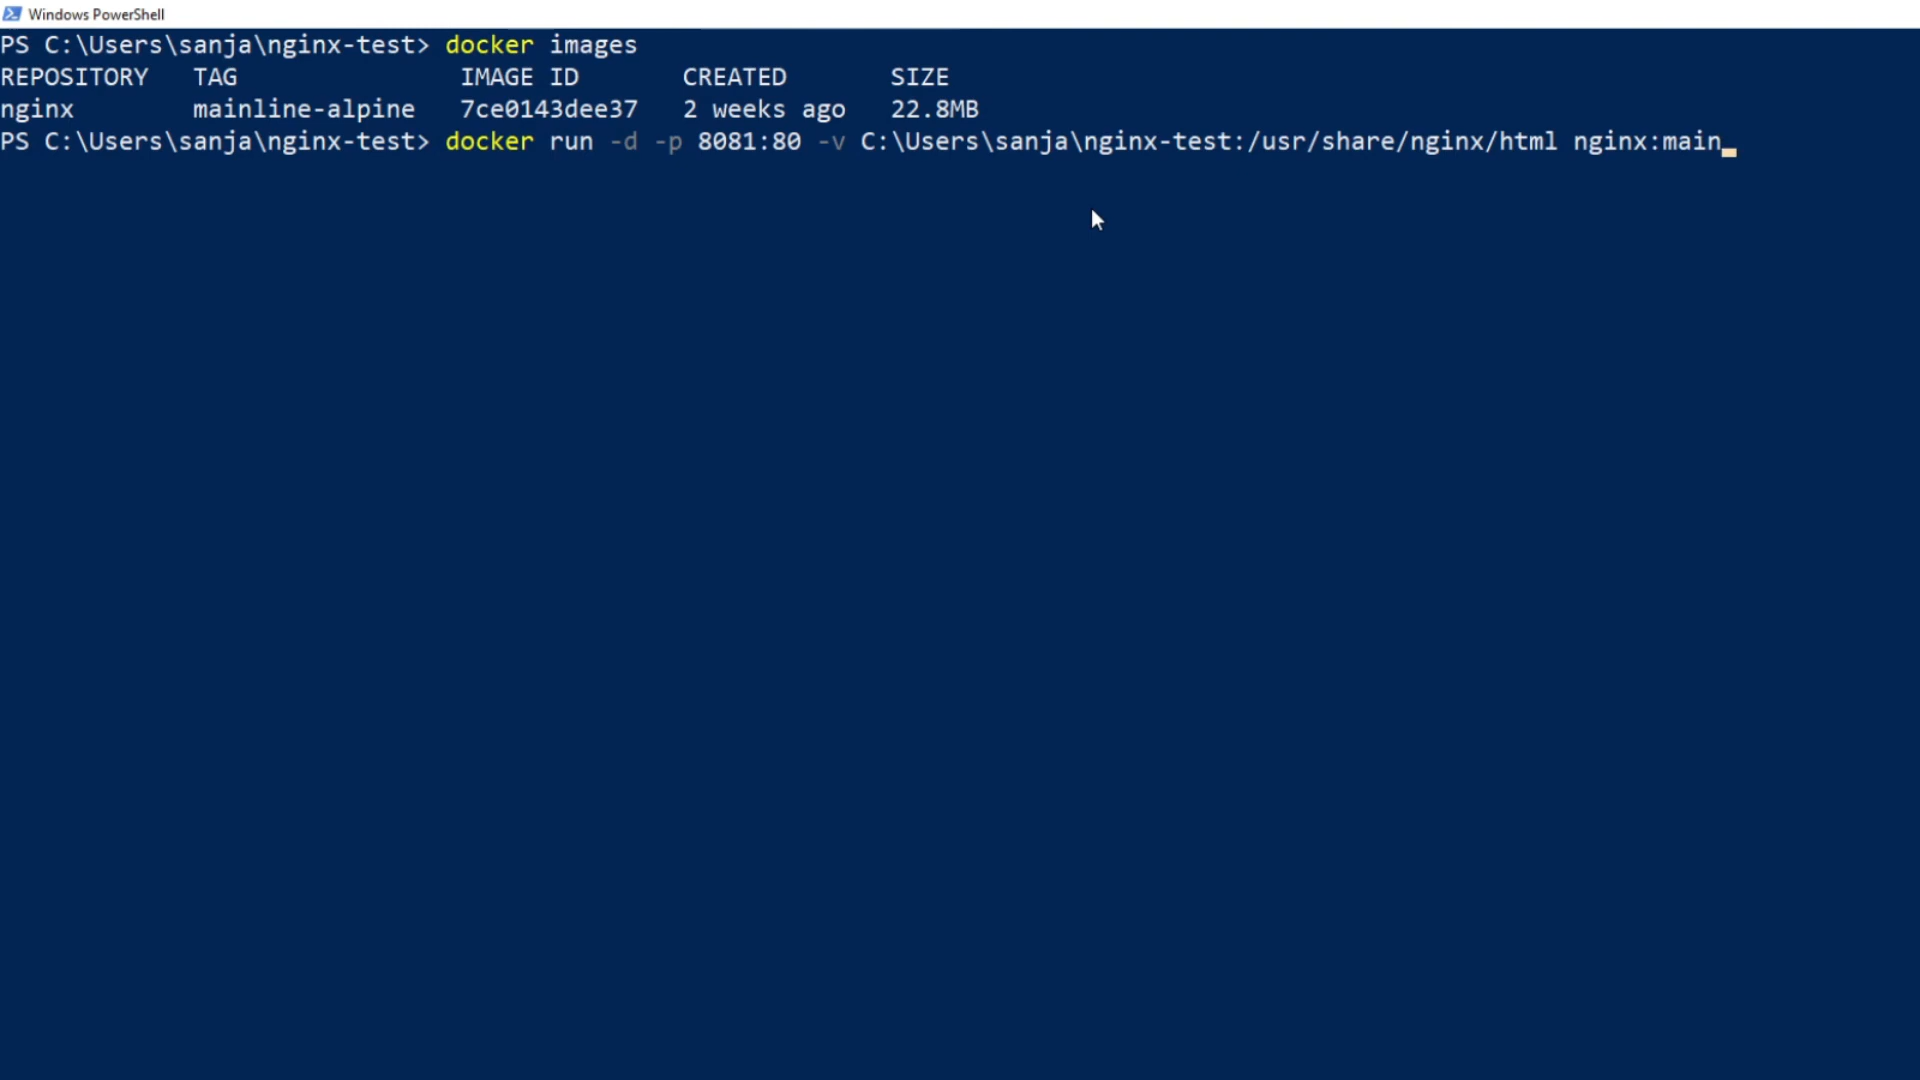 Windows PowerShell
PS C:\Users\sanja\nginx-test> docker images
REPOSITORY   TAG               IMAGE ID       CREATED       SIZE
nginx        mainline-alpine   7ce0143dee37   2 weeks ago   22.8MB
PS C:\Users\sanja\nginx-test> docker run -d -p 8081:80 -v C:\Users\sanja\nginx-test:/usr/share/nginx/html nginx:main